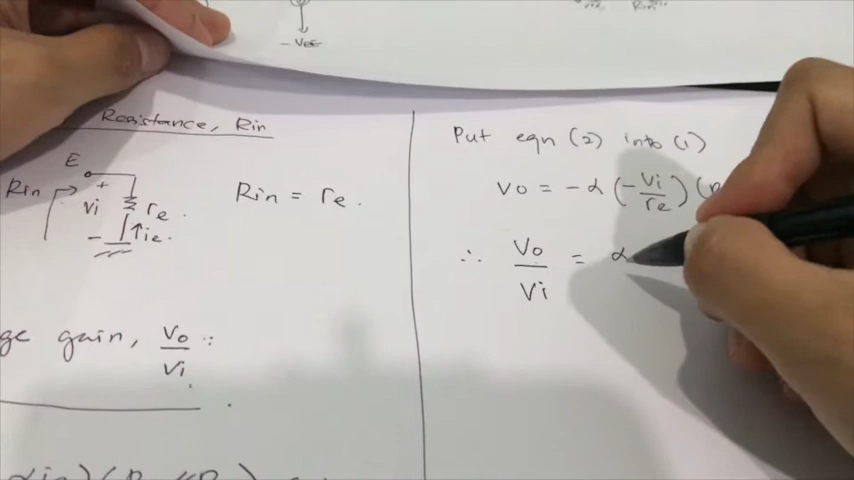 - VEE
Resistance, Rin
E
Rin
+
Vi
re.
-
↑ie.
Rin = re.
ge gain, Vo/Vi :
Put eqn (2) into (1)
Vo = -α (-Vi/re) (
∴ Vo/Vi = α